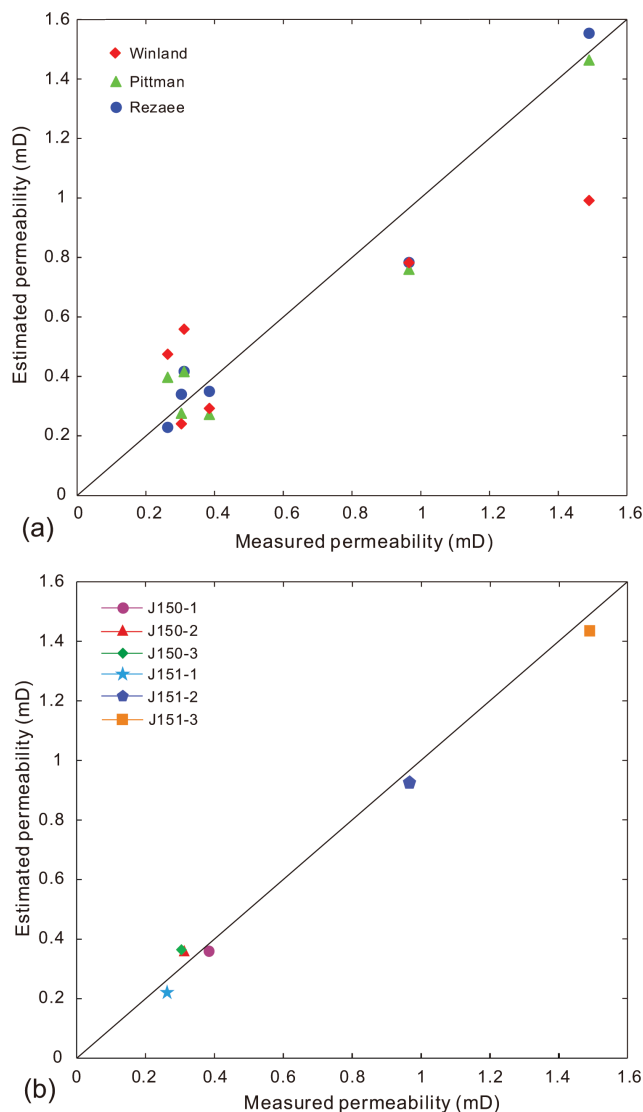 1.6
1.4
1.2
1
0.8
0.6
0.4
0.2
0
Estimated permeability (mD)
Winland
Pittman
Rezaee
0 0.2 0.4 0.6 0.8 1 1.2 1.4 1.6
Measured permeability (mD)
(a)
1.6
1.4
1.2
1
0.8
0.6
0.4
0.2
0
Estimated permeability (mD)
J150-1
J150-2
J150-3
J151-1
J151-2
J151-3
0 0.2 0.4 0.6 0.8 1 1.2 1.4 1.6
Measured permeability (mD)
(b)